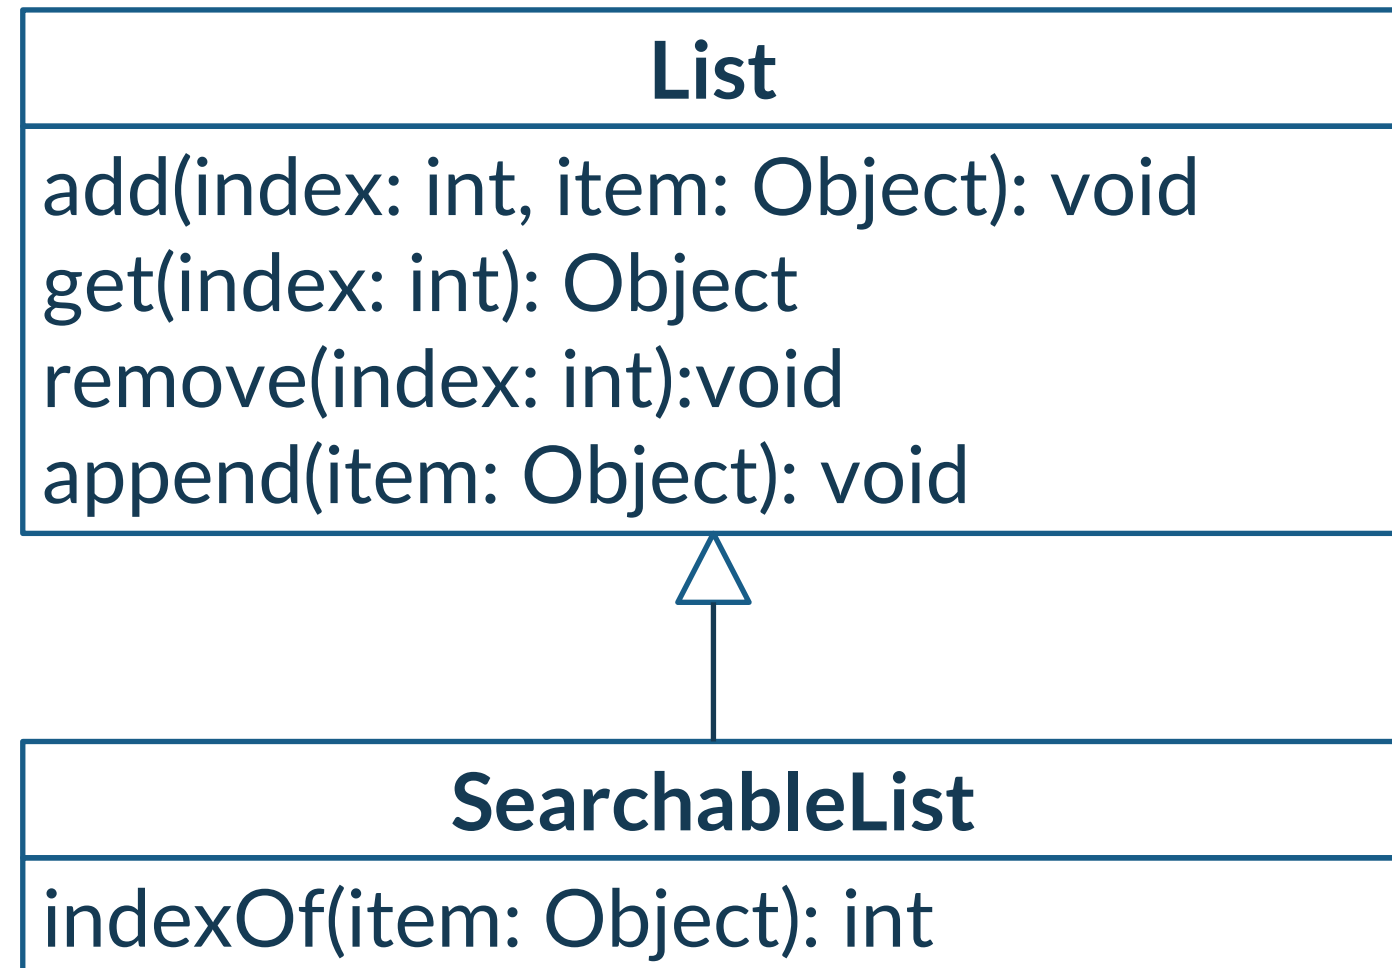 List
add(index: int, item: Object): void
get(index: int): Object
remove(index: int):void
append(item: Object): void
SearchableList
indexOf(item: Object): int